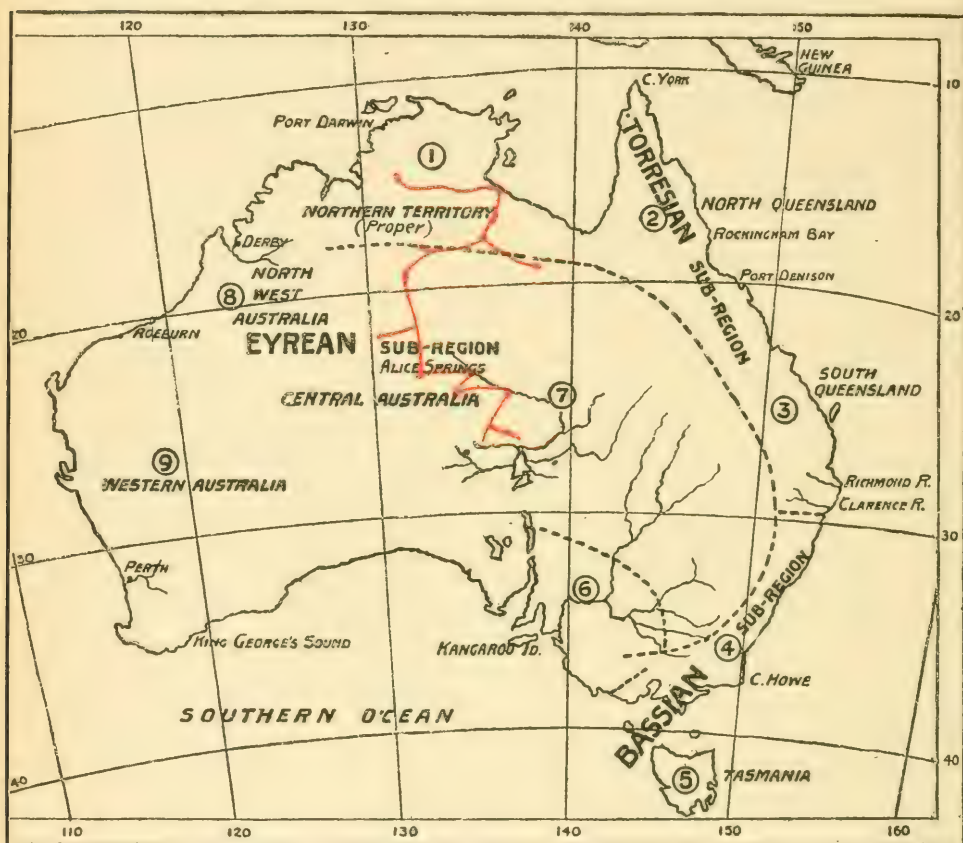 120 130 140 150
NEW
GUINEA
C. YORK
10
PORT DARWIN
1
TORRESIAN
SUB-REGION
2
NORTH QUEENSLAND
ROCKINGHAM BAY
NORTHERN TERRITORY
(PROPER)
DERBY
PORT DENISON
NORTH
WEST
AUSTRALIA
8
20
20
ROEBURN
EYREAN
SUB-REGION
ALICE SPRINGS
CENTRAL AUSTRALIA
7
SOUTH
QUEENSLAND
3
9
WESTERN AUSTRALIA
RICHMOND R.
CLARENCE R.
30
30
PERTH
6
SUB-REGION
KING GEORGE'S SOUND
KANGAROO ID.
4
C. HOWE
BASSIAN
SOUTHERN OCEAN
40
40
5
TASMANIA
110 120 130 140 150 160